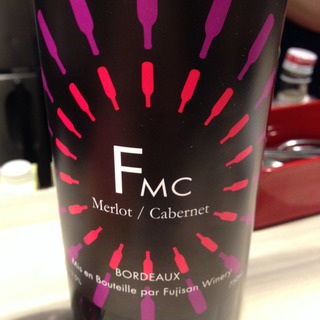 FMC
Merlot / Cabernet
BORDEAUX
Mis en Bouteille par Fujisan Winery